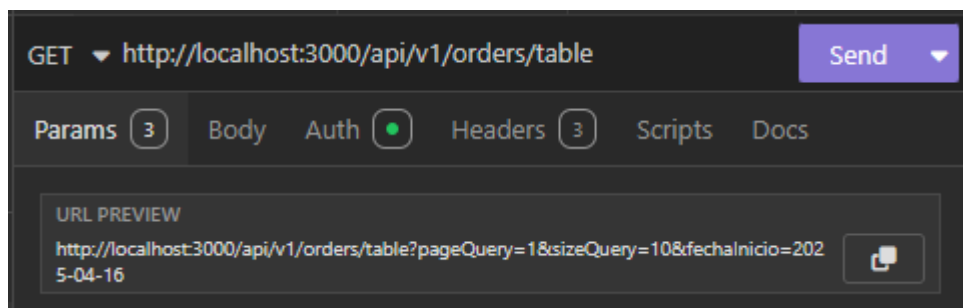 GET http://localhost:3000/api/v1/orders/table Send
Params 3 Body Auth Headers 3 Scripts Docs
URL PREVIEW
http://localhost:3000/api/v1/orders/table?pageQuery=1&sizeQuery=10&fechaInicio=202
5-04-16